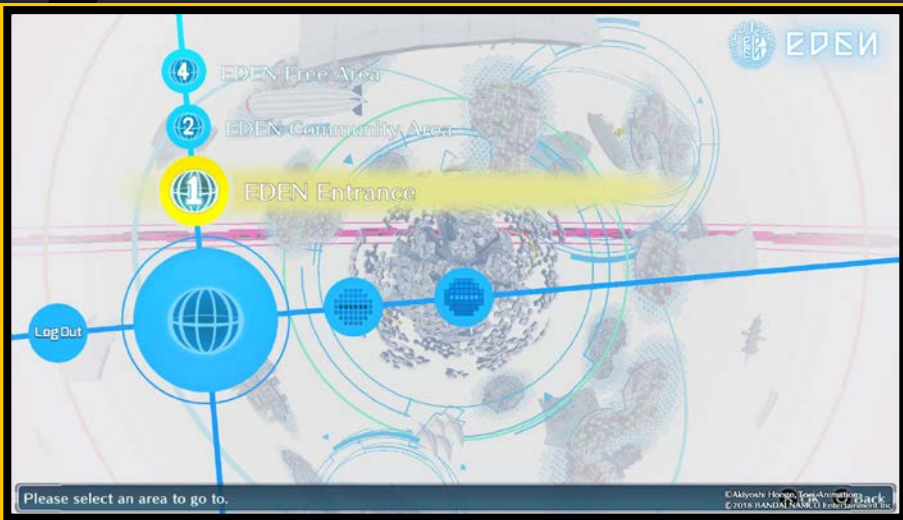 EDEN
4 EDEN Free Area
2 EDEN Community Area
1 EDEN Entrance
Log Out
Please select an area to go to.
OK Back
©Akiyoshi Hongo, Toei Animation
©2018 BANDAI NAMCO Entertainment Inc.